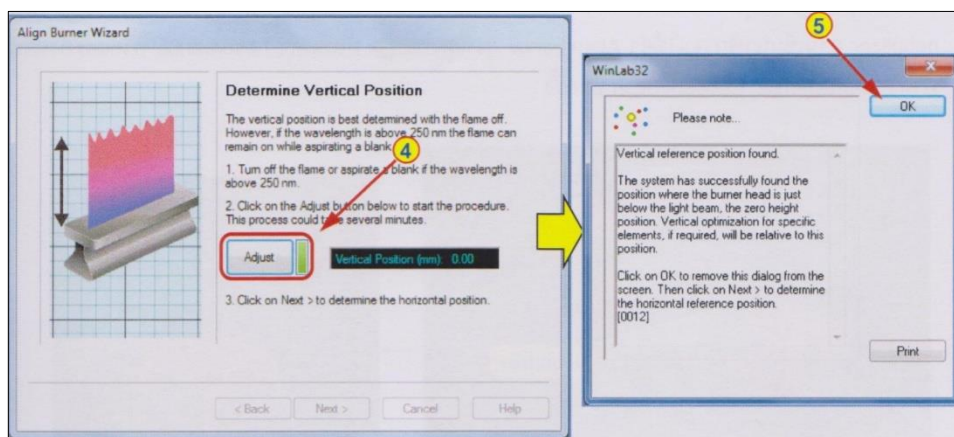 Align Burner Wizard
Determine Vertical Position
The vertical position is best determined with the flame off.
However, if the wavelength is above 250 nm the flame can
remain on while aspirating a blank.
4
1. Turn off the flame or aspirate a blank if the wavelength is
above 250 nm.
2. Click on the Adjust button below to start the procedure.
This process could take several minutes.
Adjust
Vertical Position (mm): 0.00
3. Click on Next > to determine the horizontal position.
< Back
Next >
Cancel
Help
5
WinLab32
OK
Please note...
Vertical reference position found.
The system has successfully found the
position where the burner head is just
below the light beam, the zero height
position. Vertical optimization for specific
elements, if required, will be relative to this
position.
Click on OK to remove this dialog from the
screen. Then click on Next > to determine
the horizontal reference position.
[0012]
Print